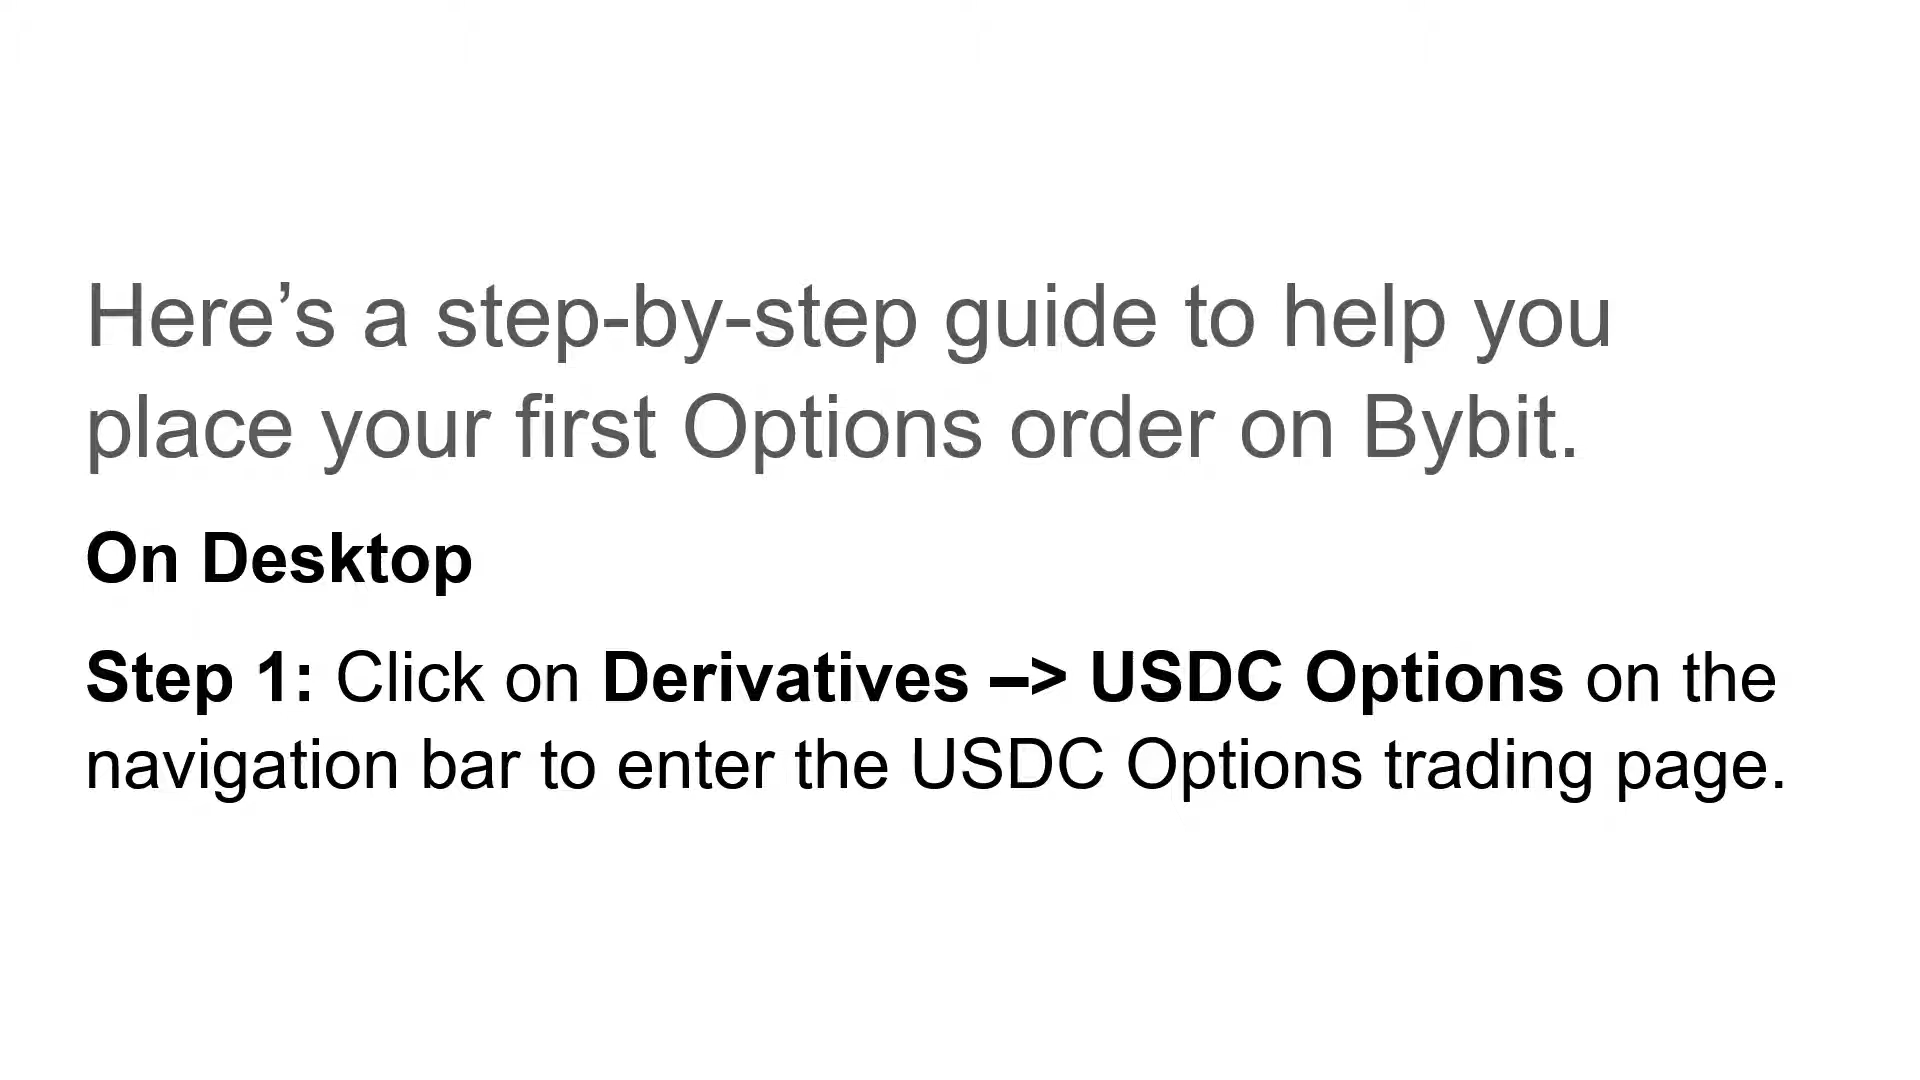 Here’s a step-by-step guide to help you
place your first Options order on Bybit.
On Desktop
Step 1: Click on Derivatives –> USDC Options on the
navigation bar to enter the USDC Options trading page.